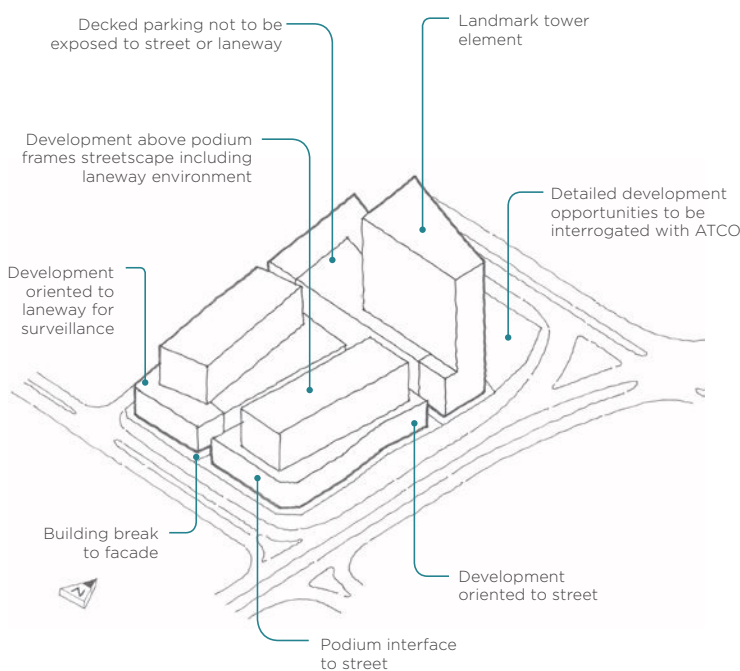 Decked parking not to be
exposed to street or laneway
Landmark tower
element
Development above podium
frames streetscape including
laneway environment
Detailed development
opportunities to be
interrogated with ATCO
Development
oriented to
laneway for
surveillance
Building break
to facade
Development
oriented to street
N
Podium interface
to street